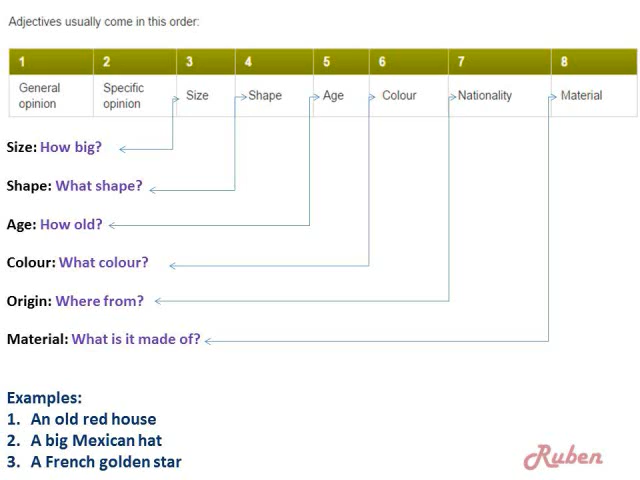 Adjectives usually come in this order:
1 2 3 4 5 6 7 8
General opinion Specific opinion Size Shape Age Colour Nationality Material
Size: How big?
Shape: What shape?
Age: How old?
Colour: What colour?
Origin: Where from?
Material: What is it made of?
Examples:
1. An old red house
2. A big Mexican hat
3. A French golden star
Ruben